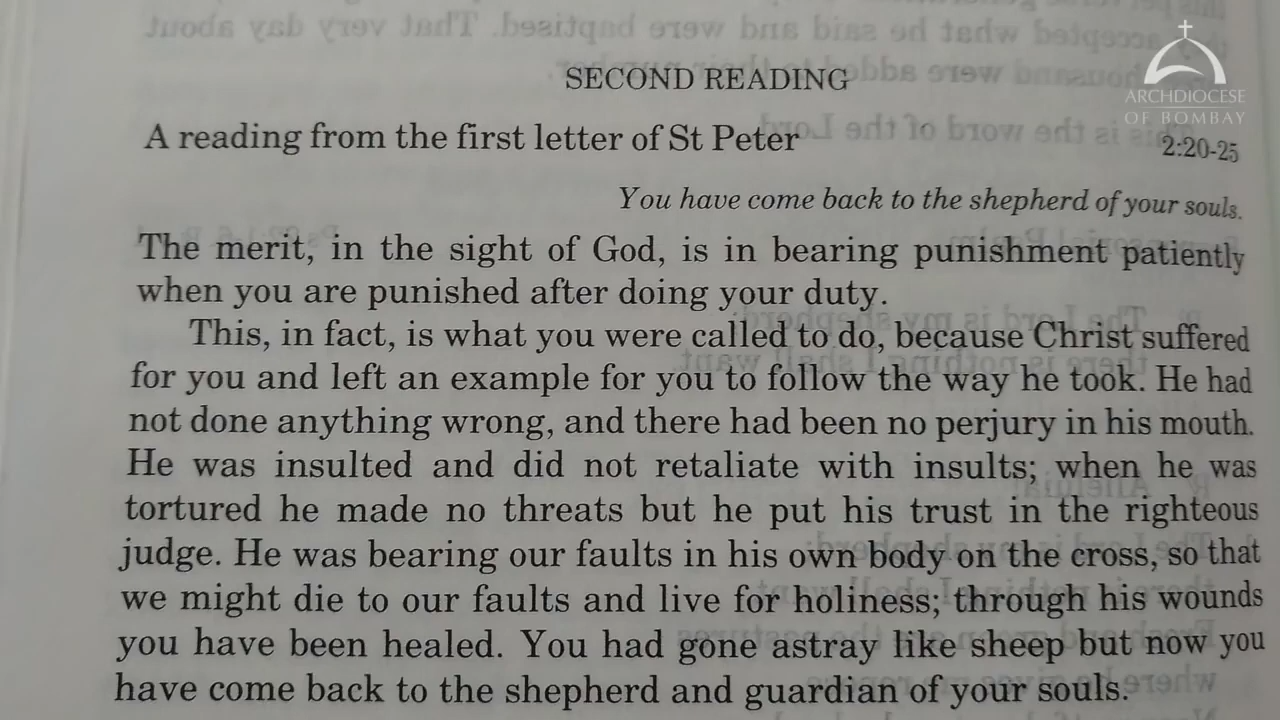 SECOND READING
ARCHDIOCESE
OF BOMBAY
A reading from the first letter of St Peter 2:20-25
You have come back to the shepherd of your souls.
The merit, in the sight of God, is in bearing punishment patiently
when you are punished after doing your duty.
This, in fact, is what you were called to do, because Christ suffered
for you and left an example for you to follow the way he took. He had
not done anything wrong, and there had been no perjury in his mouth.
He was insulted and did not retaliate with insults; when he was
tortured he made no threats but he put his trust in the righteous
judge. He was bearing our faults in his own body on the cross, so that
we might die to our faults and live for holiness; through his wounds
you have been healed. You had gone astray like sheep but now you
have come back to the shepherd and guardian of your souls.